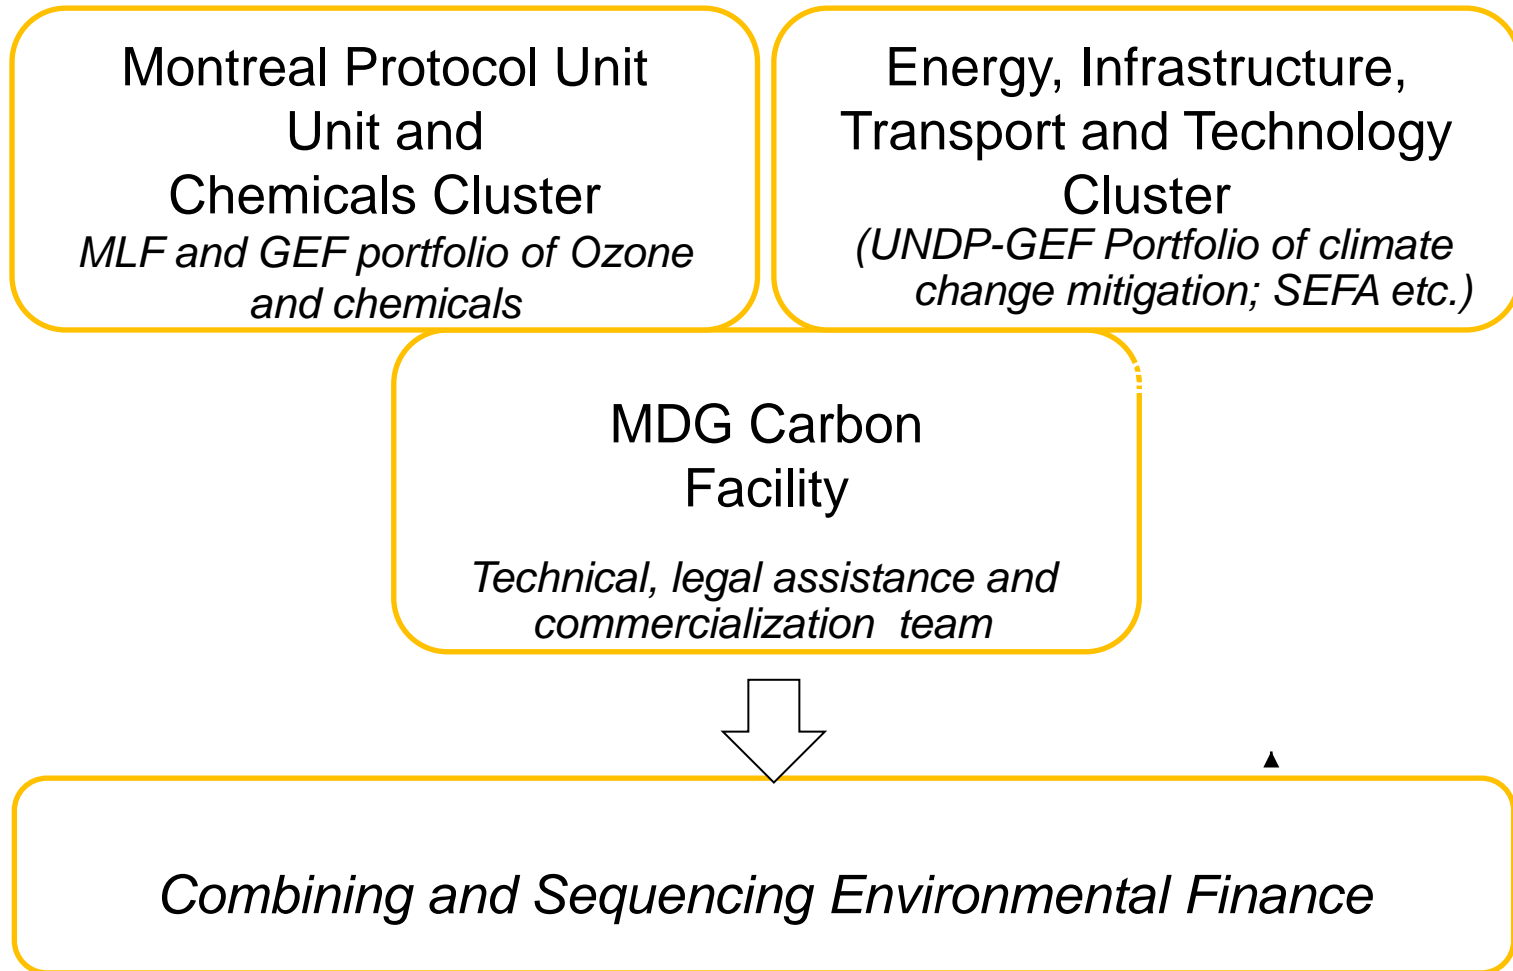 Montreal Protocol Unit
Unit and
Chemicals Cluster
MLF and GEF portfolio of Ozone
and chemicals
Energy, Infrastructure,
Transport and Technology
Cluster
(UNDP-GEF Portfolio of climate
change mitigation; SEFA etc.)
MDG Carbon
Facility
Technical, legal assistance and
commercialization team
Combining and Sequencing Environmental Finance